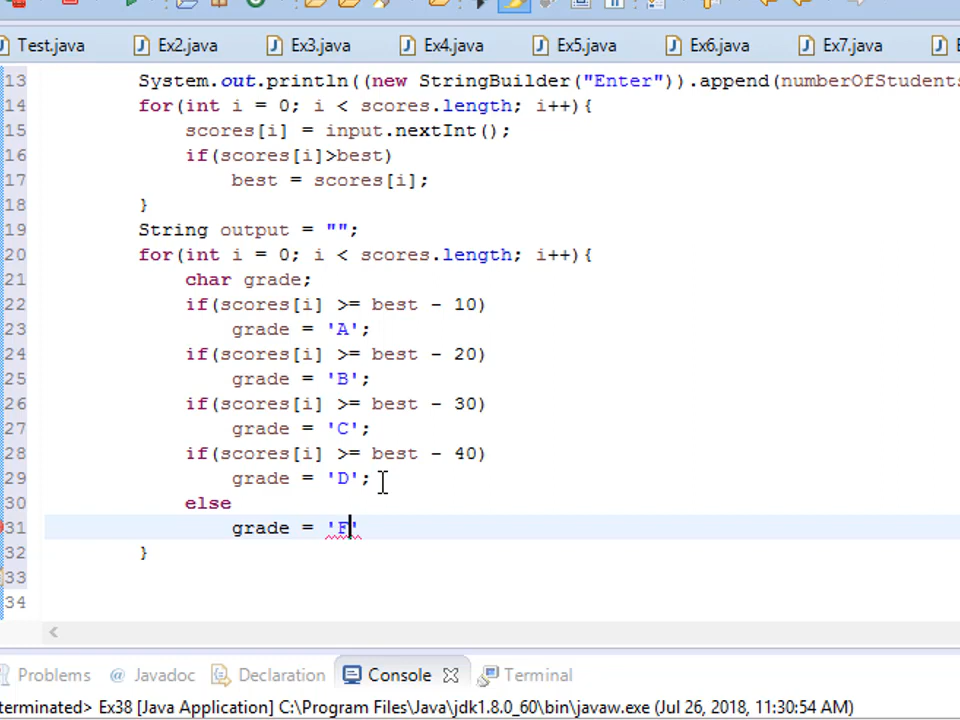 Test.java Ex2.java Ex3.java Ex4.java Ex5.java Ex6.java Ex7.java
13 System.out.println((new StringBuilder("Enter")).append(numberOfStudents
14 for(int i = 0; i < scores.length; i++){
15 scores[i] = input.nextInt();
16 if(scores[i]>best)
17 best = scores[i];
18 }
19 String output = "";
20 for(int i = 0; i < scores.length; i++){
21 char grade;
22 if(scores[i] >= best - 10)
23 grade = 'A';
24 if(scores[i] >= best - 20)
25 grade = 'B';
26 if(scores[i] >= best - 30)
27 grade = 'C';
28 if(scores[i] >= best - 40)
29 grade = 'D';
30 else
31 grade = 'F'
32 }
33
34
Problems @ Javadoc Declaration Console Terminal
terminated> Ex38 [Java Application] C:\Program Files\Java\jdk1.8.0_60\bin\javaw.exe (Jul 26, 2018, 11:30:54 AM)